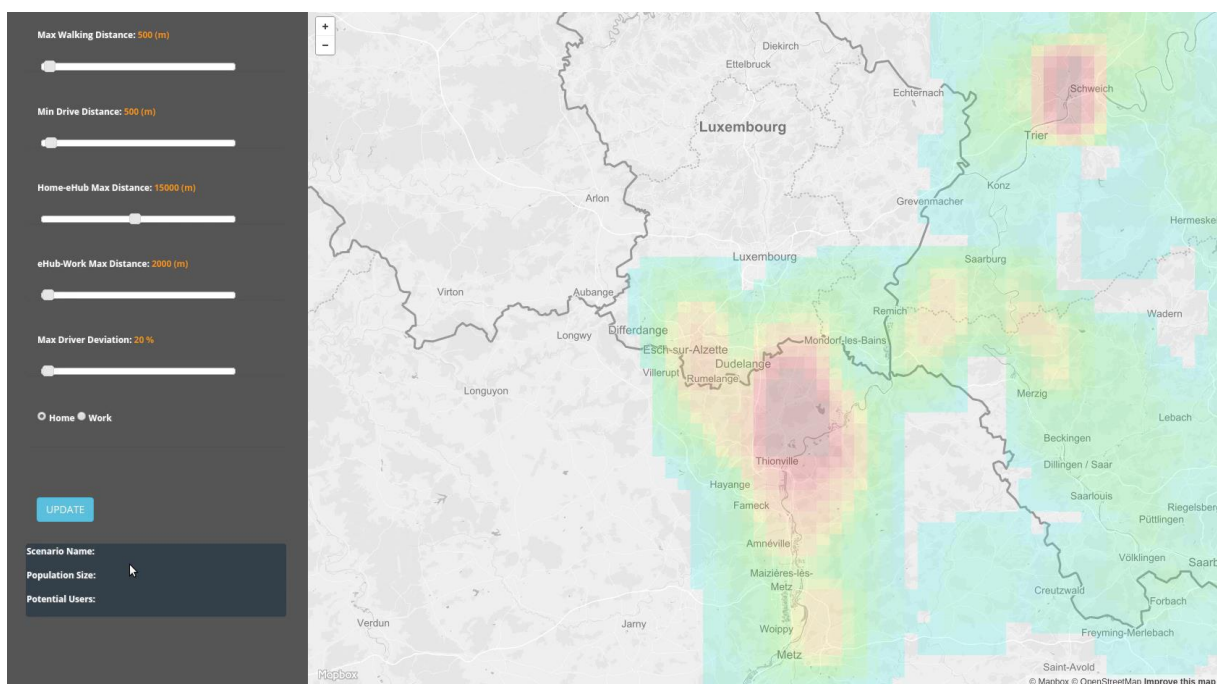 Max Walking Distance: 500 (m)
Min Drive Distance: 500 (m)
Home-eHub Max Distance: 15000 (m)
eHub-Work Max Distance: 2000 (m)
Max Driver Deviation: 20 %
Home Work
UPDATE
Scenario Name:
Population Size:
Potential Users:
+
−
Diekirch
Ettelbruck
Echternach
Schweich
Luxembourg
Trier
Konz
Arlon
Grevenmacher
Hermeske
Luxembourg
Saarburg
Virton
Aubange
Remich
Wadern
Differdange
Longwy
Mondorf-les-Bains
Esch-sur-Alzette
Dudelange
Villerupt
Rumelange
Longuyon
Merzig
Lebach
Beckingen
Thionville
Dillingen / Saar
Hayange
Saarlouis
Fameck
Riegelsber
Püttlingen
Amnéville
Völklingen
Saarb
Maizières-lès-
Metz
Creutzwald
Forbach
Verdun
Jarny
Woippy
Freyming-Merlebach
Metz
Saint-Avold
Mapbox
© Mapbox © OpenStreetMap Improve this map